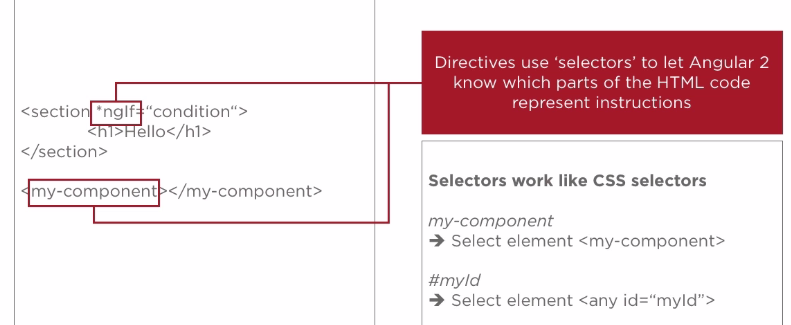 Directives use ‘selectors’ to let Angular 2
know which parts of the HTML code
represent instructions
<section *ngIf=“condition“>
<h1>Hello</h1>
</section>
<my-component></my-component>
Selectors work like CSS selectors
my-component
➔ Select element <my-component>
#myId
➔ Select element <any id=“myId”>